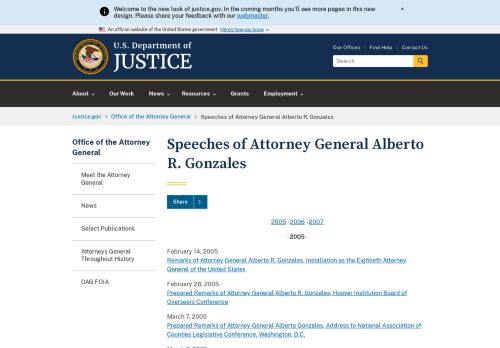 Welcome to the new look of justice.gov. In the coming months you'll see more pages in this new
design. Please share your feedback with our webmaster.
×
An official website of the United States government Here's how you know
U.S. Department of
JUSTICE
Our Offices | Find Help | Contact Us
Search
About
Our Work
News
Resources
Grants
Employment
Justice.gov > Office of the Attorney General > Speeches of Attorney General Alberto R. Gonzales
Office of the Attorney
General
Meet the Attorney
General
News
Select Publications
Attorneys General
Throughout History
OAG FOIA
Speeches of Attorney General Alberto
R. Gonzales
Share >
2005 -2006 -2007
- 2005 -
February 14, 2005
Remarks of Attorney General Alberto R. Gonzales, Installation as the Eightieth Attorney
General of the United States
February 28, 2005
Prepared Remarks of Attorney General Alberto R. Gonzales, Hoover Institution Board of
Overseers Conference
March 7, 2005
Prepared Remarks of Attorney General Alberto Gonzales, Address to National Association of
Counties Legislative Conference, Washington, D.C.